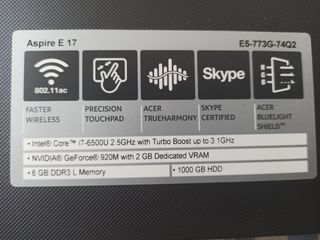 Aspire E 17 E5-773G-74Q2
802.11ac Skype RGB
FASTER WIRELESS
PRECISION TOUCHPAD
ACER TRUEHARMONY
SKYPE CERTIFIED
ACER BLUELIGHT SHIELD™
• Intel® Core™ i7-6500U 2.5GHz with Turbo Boost up to 3.1GHz
• NVIDIA® GeForce® 920M with 2 GB Dedicated VRAM
• 8 GB DDR3 L Memory • 1000 GB HDD